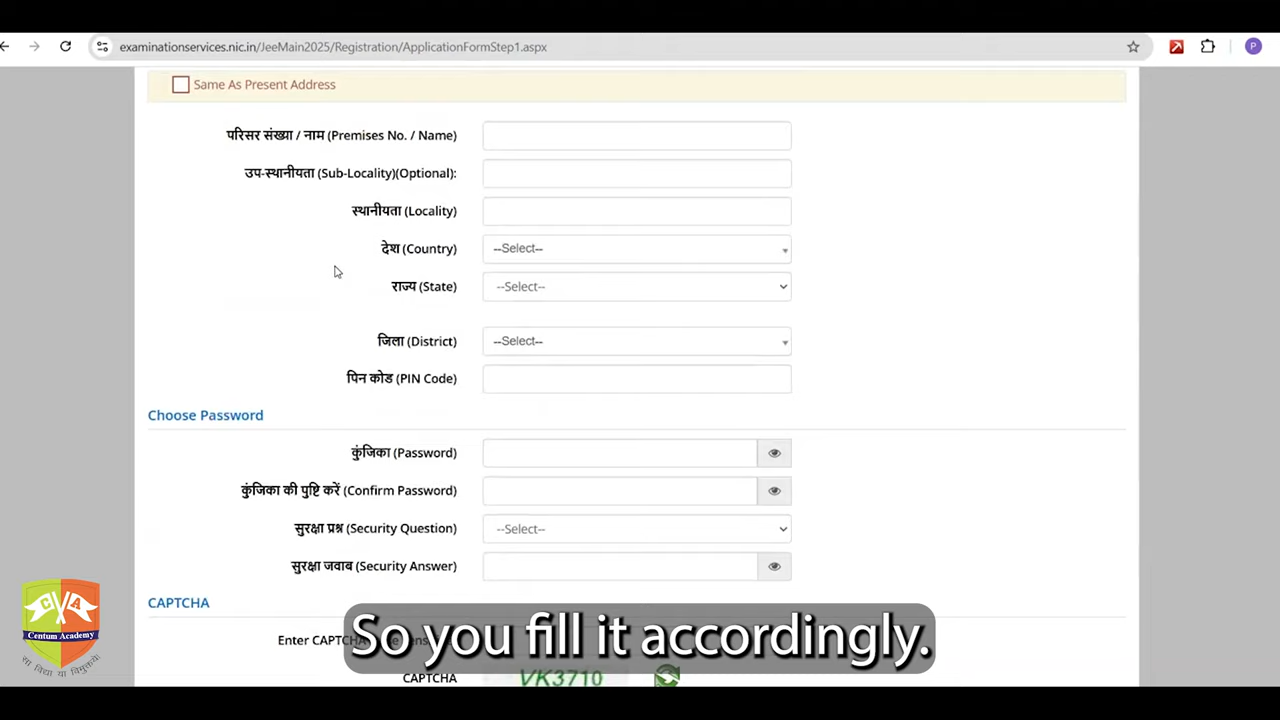 examinationservices.nic.in/JeeMain2025/Registration/ApplicationFormStep1.aspx
P
Same As Present Address
परिसर संख्या / नाम (Premises No. / Name)
उप-स्थानीयता (Sub-Locality)(Optional):
स्थानीयता (Locality)
देश (Country) --Select--
राज्य (State) --Select--
जिला (District) --Select--
पिन कोड (PIN Code)
Choose Password
कुंजिका (Password)
कुंजिका की पुष्टि करें (Confirm Password)
सुरक्षा प्रश्न (Security Question) --Select--
सुरक्षा जवाब (Security Answer)
CAPTCHA
Enter CAPTCHA
So you fill it accordingly.
CAPTCHA VK3710
C A
Centum Academy
सा विद्या या विमुक्तये